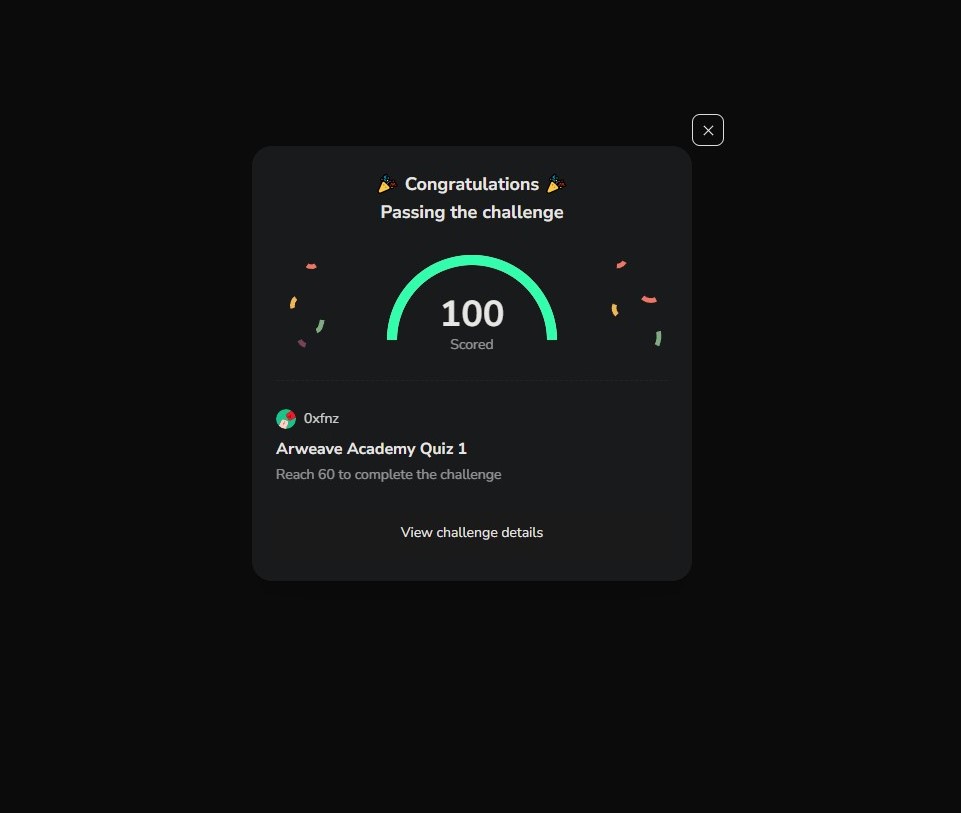 🎉 Congratulations 🎉
Passing the challenge
100
Scored
0xfnz
Arweave Academy Quiz 1
Reach 60 to complete the challenge
View challenge details